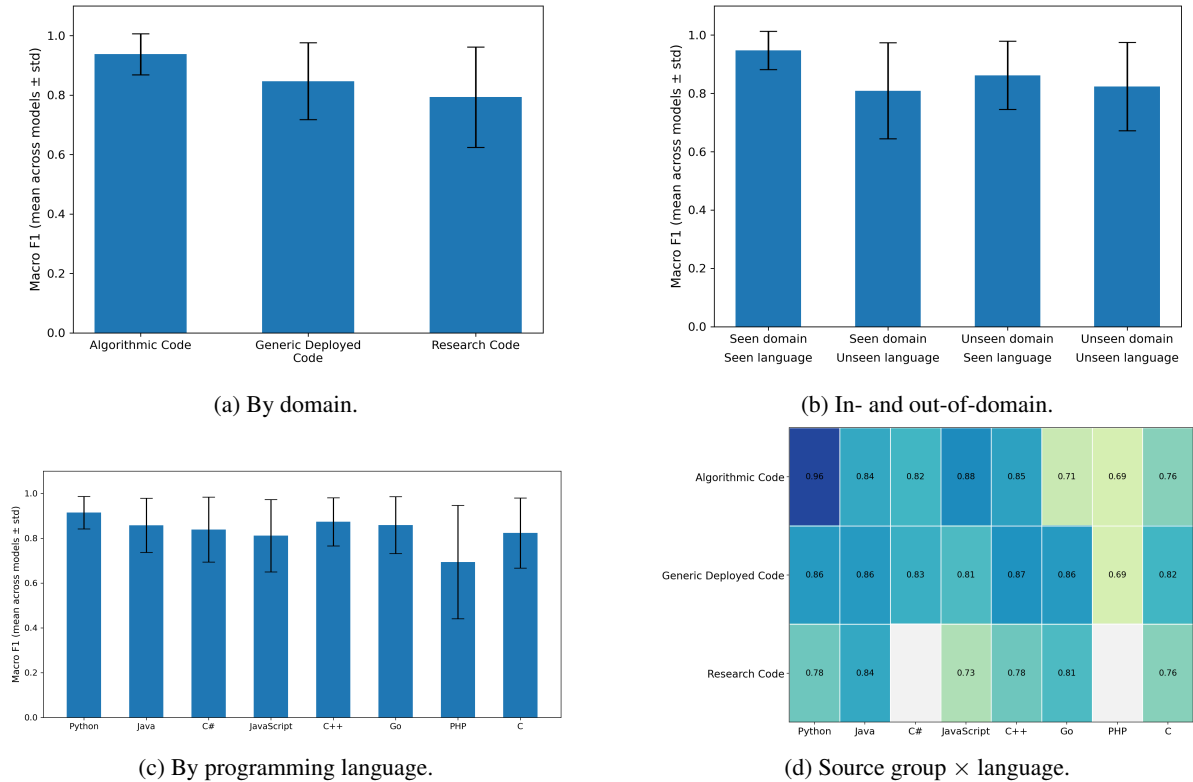 Macro F1 (mean across models ± std)
1.0
0.8
0.6
0.4
0.2
0.0
Algorithmic Code
Generic Deployed
Code
Research Code
(a) By domain.
Macro F1 (mean across models ± std)
1.0
0.8
0.6
0.4
0.2
0.0
Seen domain
Seen language
Seen domain
Unseen language
Unseen domain
Seen language
Unseen domain
Unseen language
(b) In- and out-of-domain.
Macro F1 (mean across models ± std)
1.0
0.8
0.6
0.4
0.2
0.0
Python Java C# JavaScript C++ Go PHP C
(c) By programming language.
Algorithmic Code 0.96 0.84 0.82 0.88 0.85 0.71 0.69 0.76
Generic Deployed Code 0.86 0.86 0.83 0.81 0.87 0.86 0.69 0.82
Research Code 0.78 0.84 0.73 0.78 0.81 0.76
Python Java C# JavaScript C++ Go PHP C
(d) Source group × language.